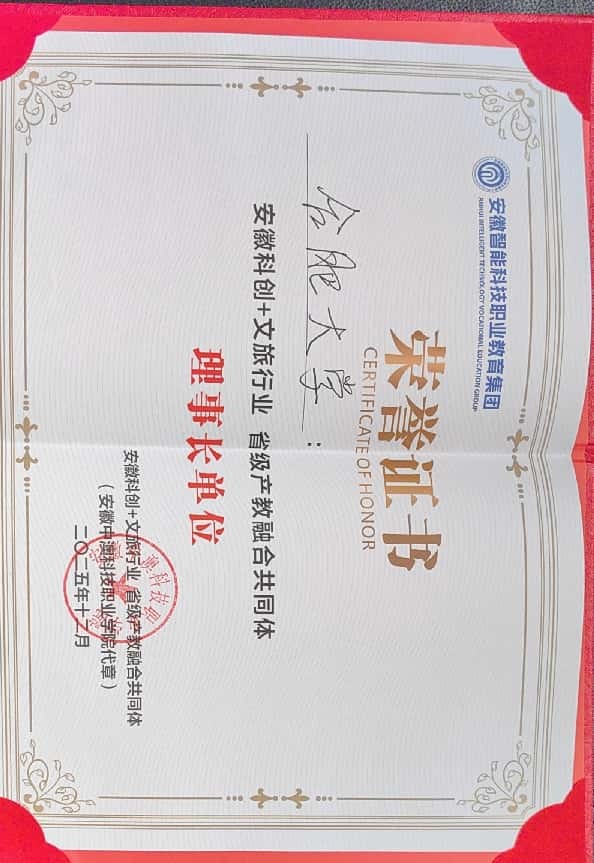 安徽智能科技职业教育集团
ANHUI INTELLIGENT TECHNOLOGY VOCATIONAL EDUCATION GROUP
荣誉证书
CERTIFICATE OF HONOR
合肥大学：
安徽科创+文旅行业 省级产教融合共同体
理事长单位
安徽科创+文旅行业 省级产教融合共同体
（安徽中澳科技职业学院代章）
二〇二五年十二月